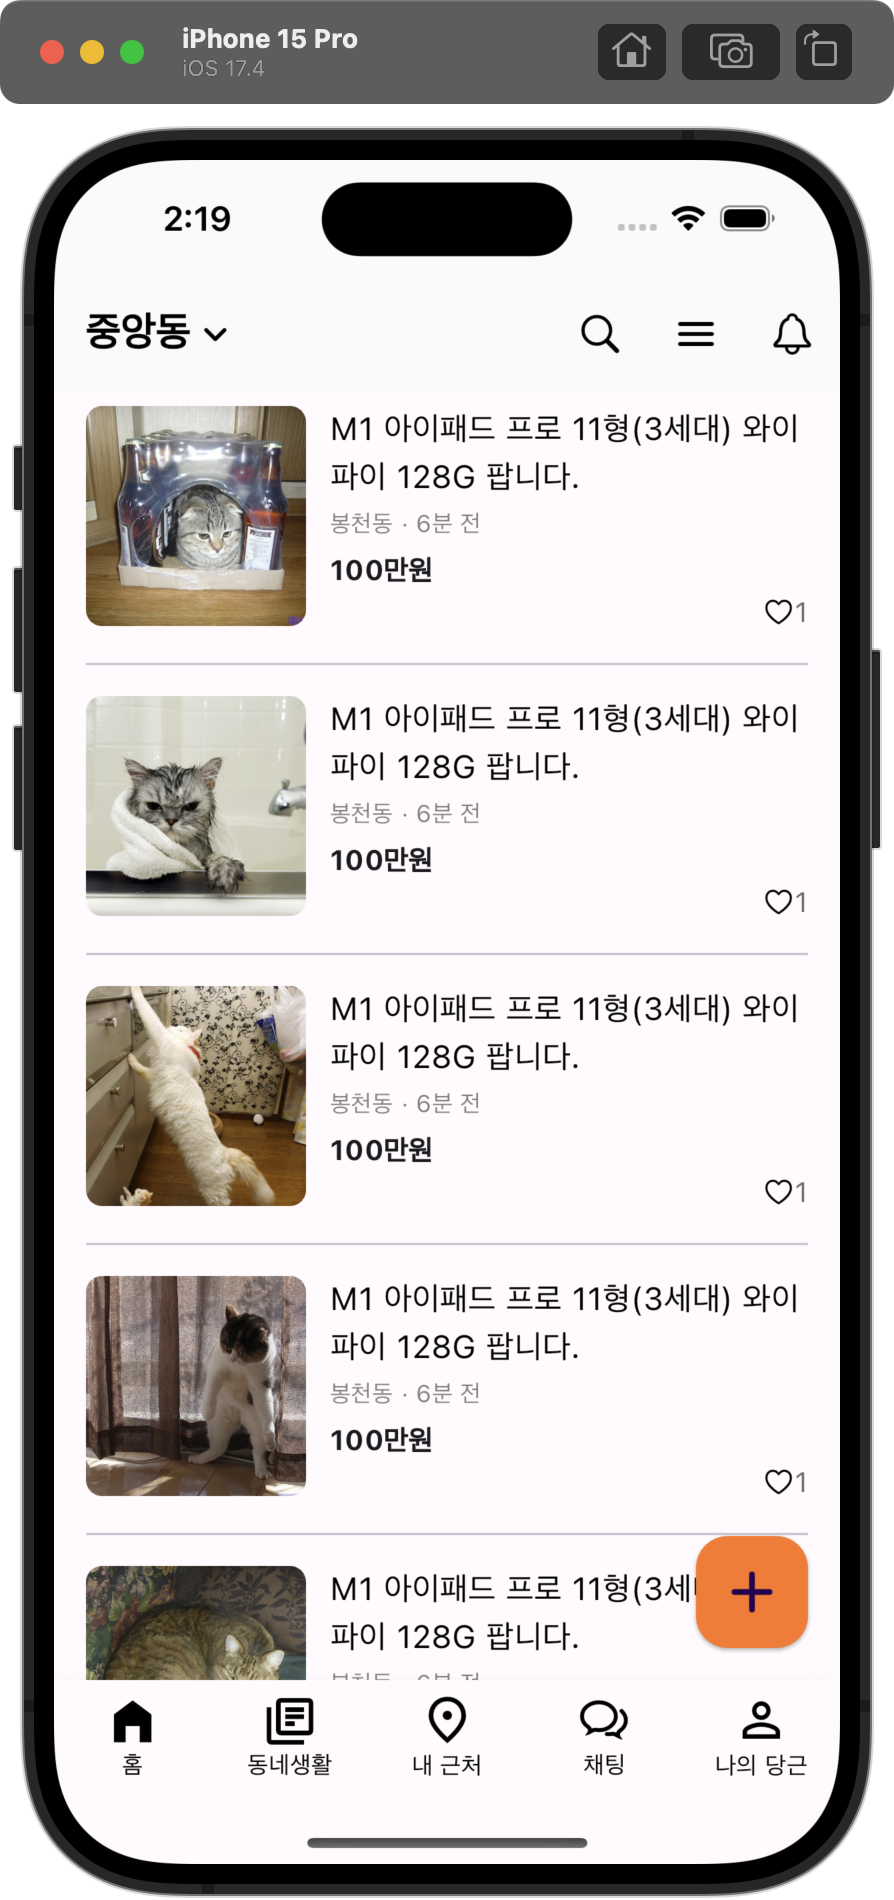 iPhone 15 Pro
iOS 17.4
2:19
중앙동
M1 아이패드 프로 11형(3세대) 와이
파이 128G 팝니다.
봉천동 · 6분 전
100만원
1
M1 아이패드 프로 11형(3세대) 와이
파이 128G 팝니다.
봉천동 · 6분 전
100만원
1
M1 아이패드 프로 11형(3세대) 와이
파이 128G 팝니다.
봉천동 · 6분 전
100만원
1
M1 아이패드 프로 11형(3세대) 와이
파이 128G 팝니다.
봉천동 · 6분 전
100만원
1
M1 아이패드 프로 11형(3세
파이 128G 팝니다.
홈
동네생활
내 근처
채팅
나의 당근